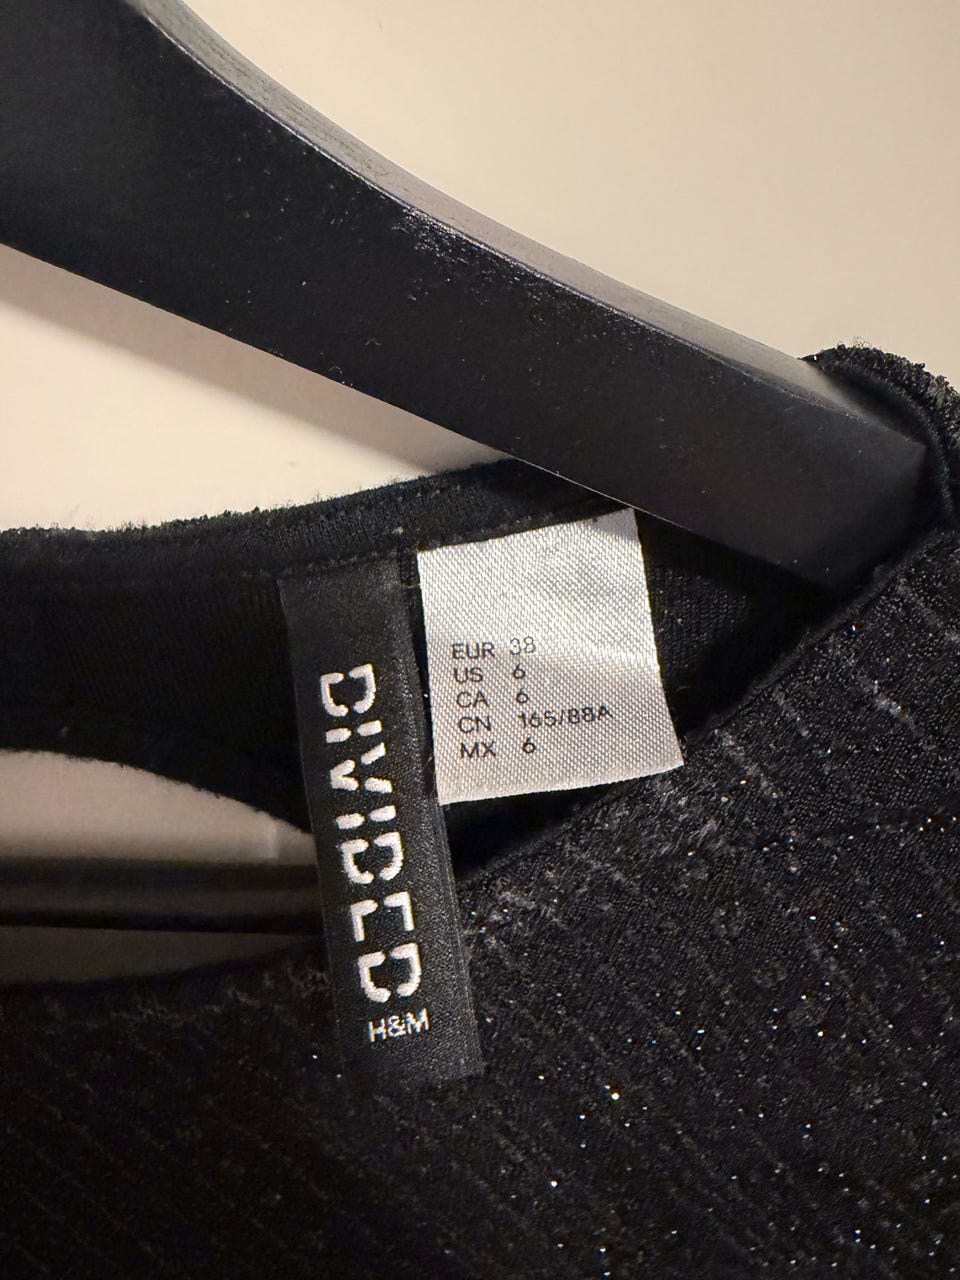 EUR 38
US 6
CA 6
CN 165/88A
MX 6
DIVIDED
H&M